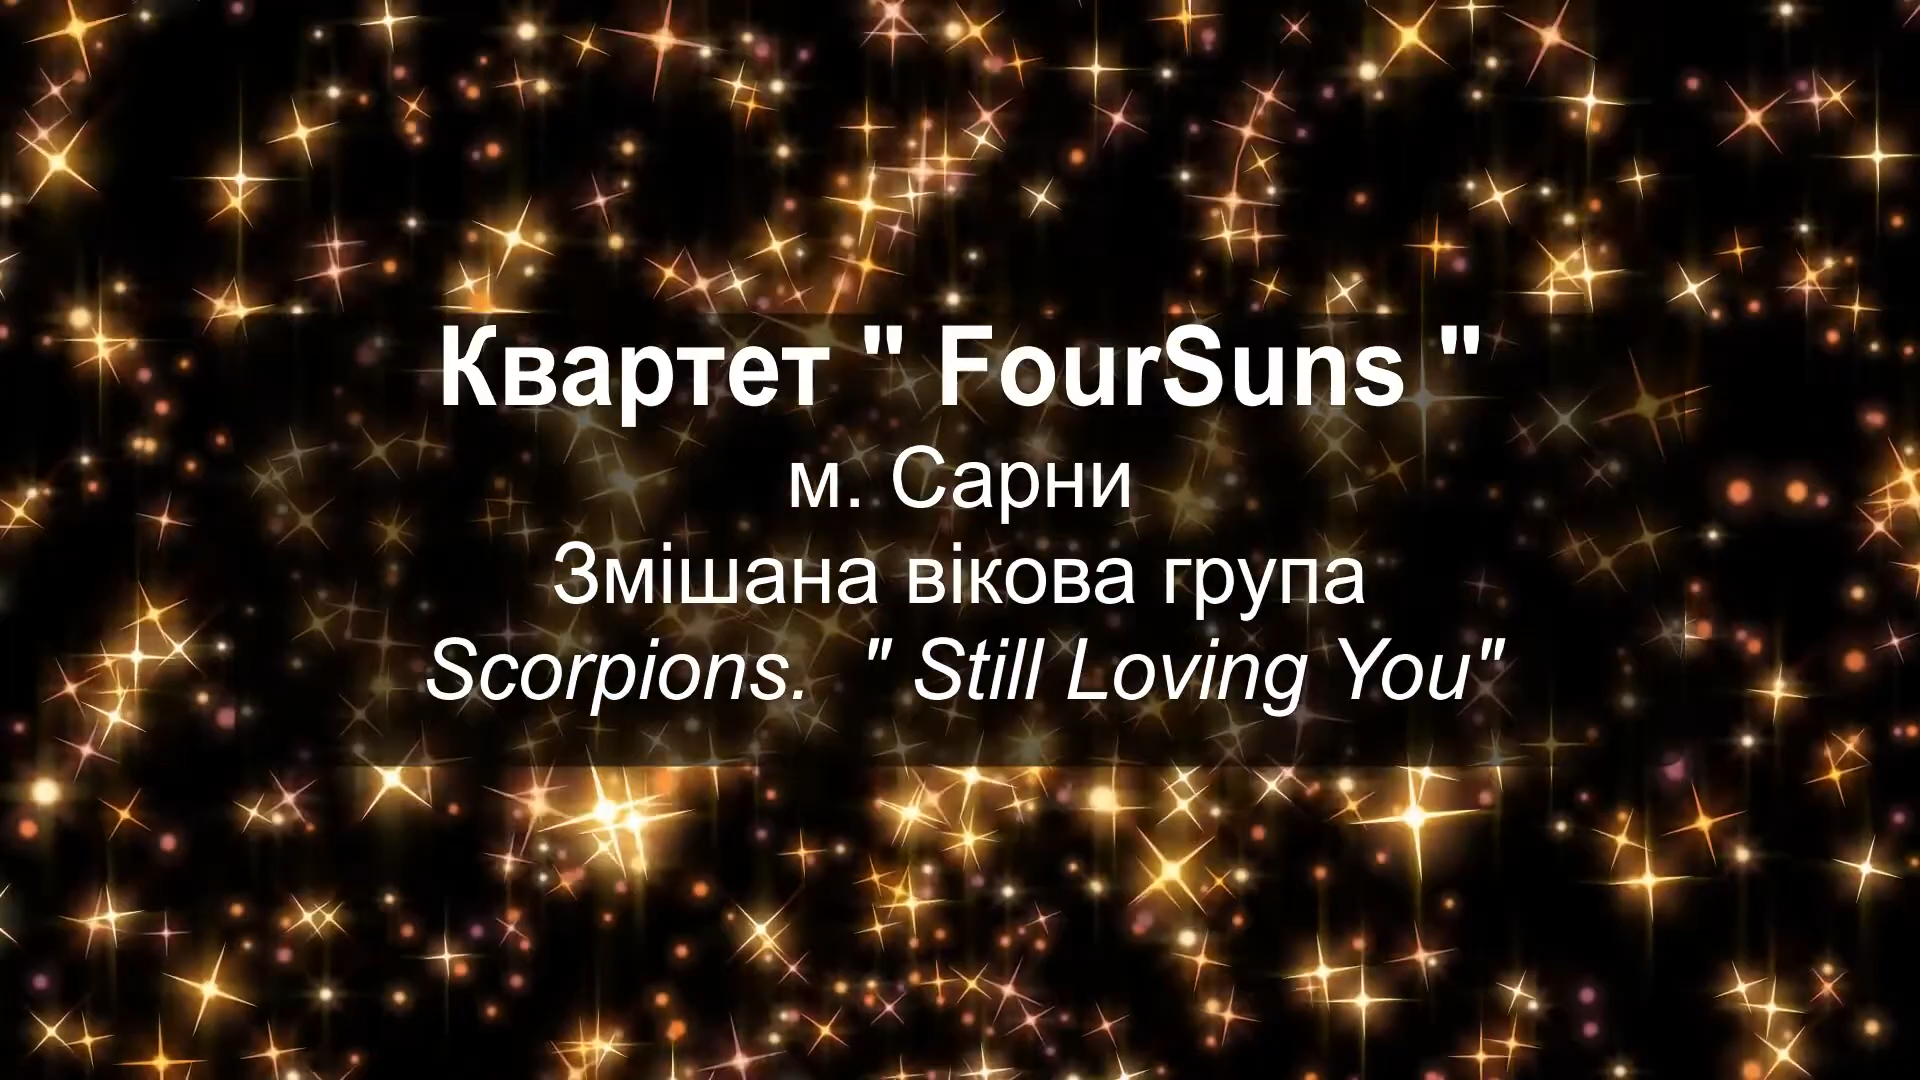 Квартет " FourSuns "
м. Сарни
Змішана вікова група
Scorpions.  " Still Loving You"